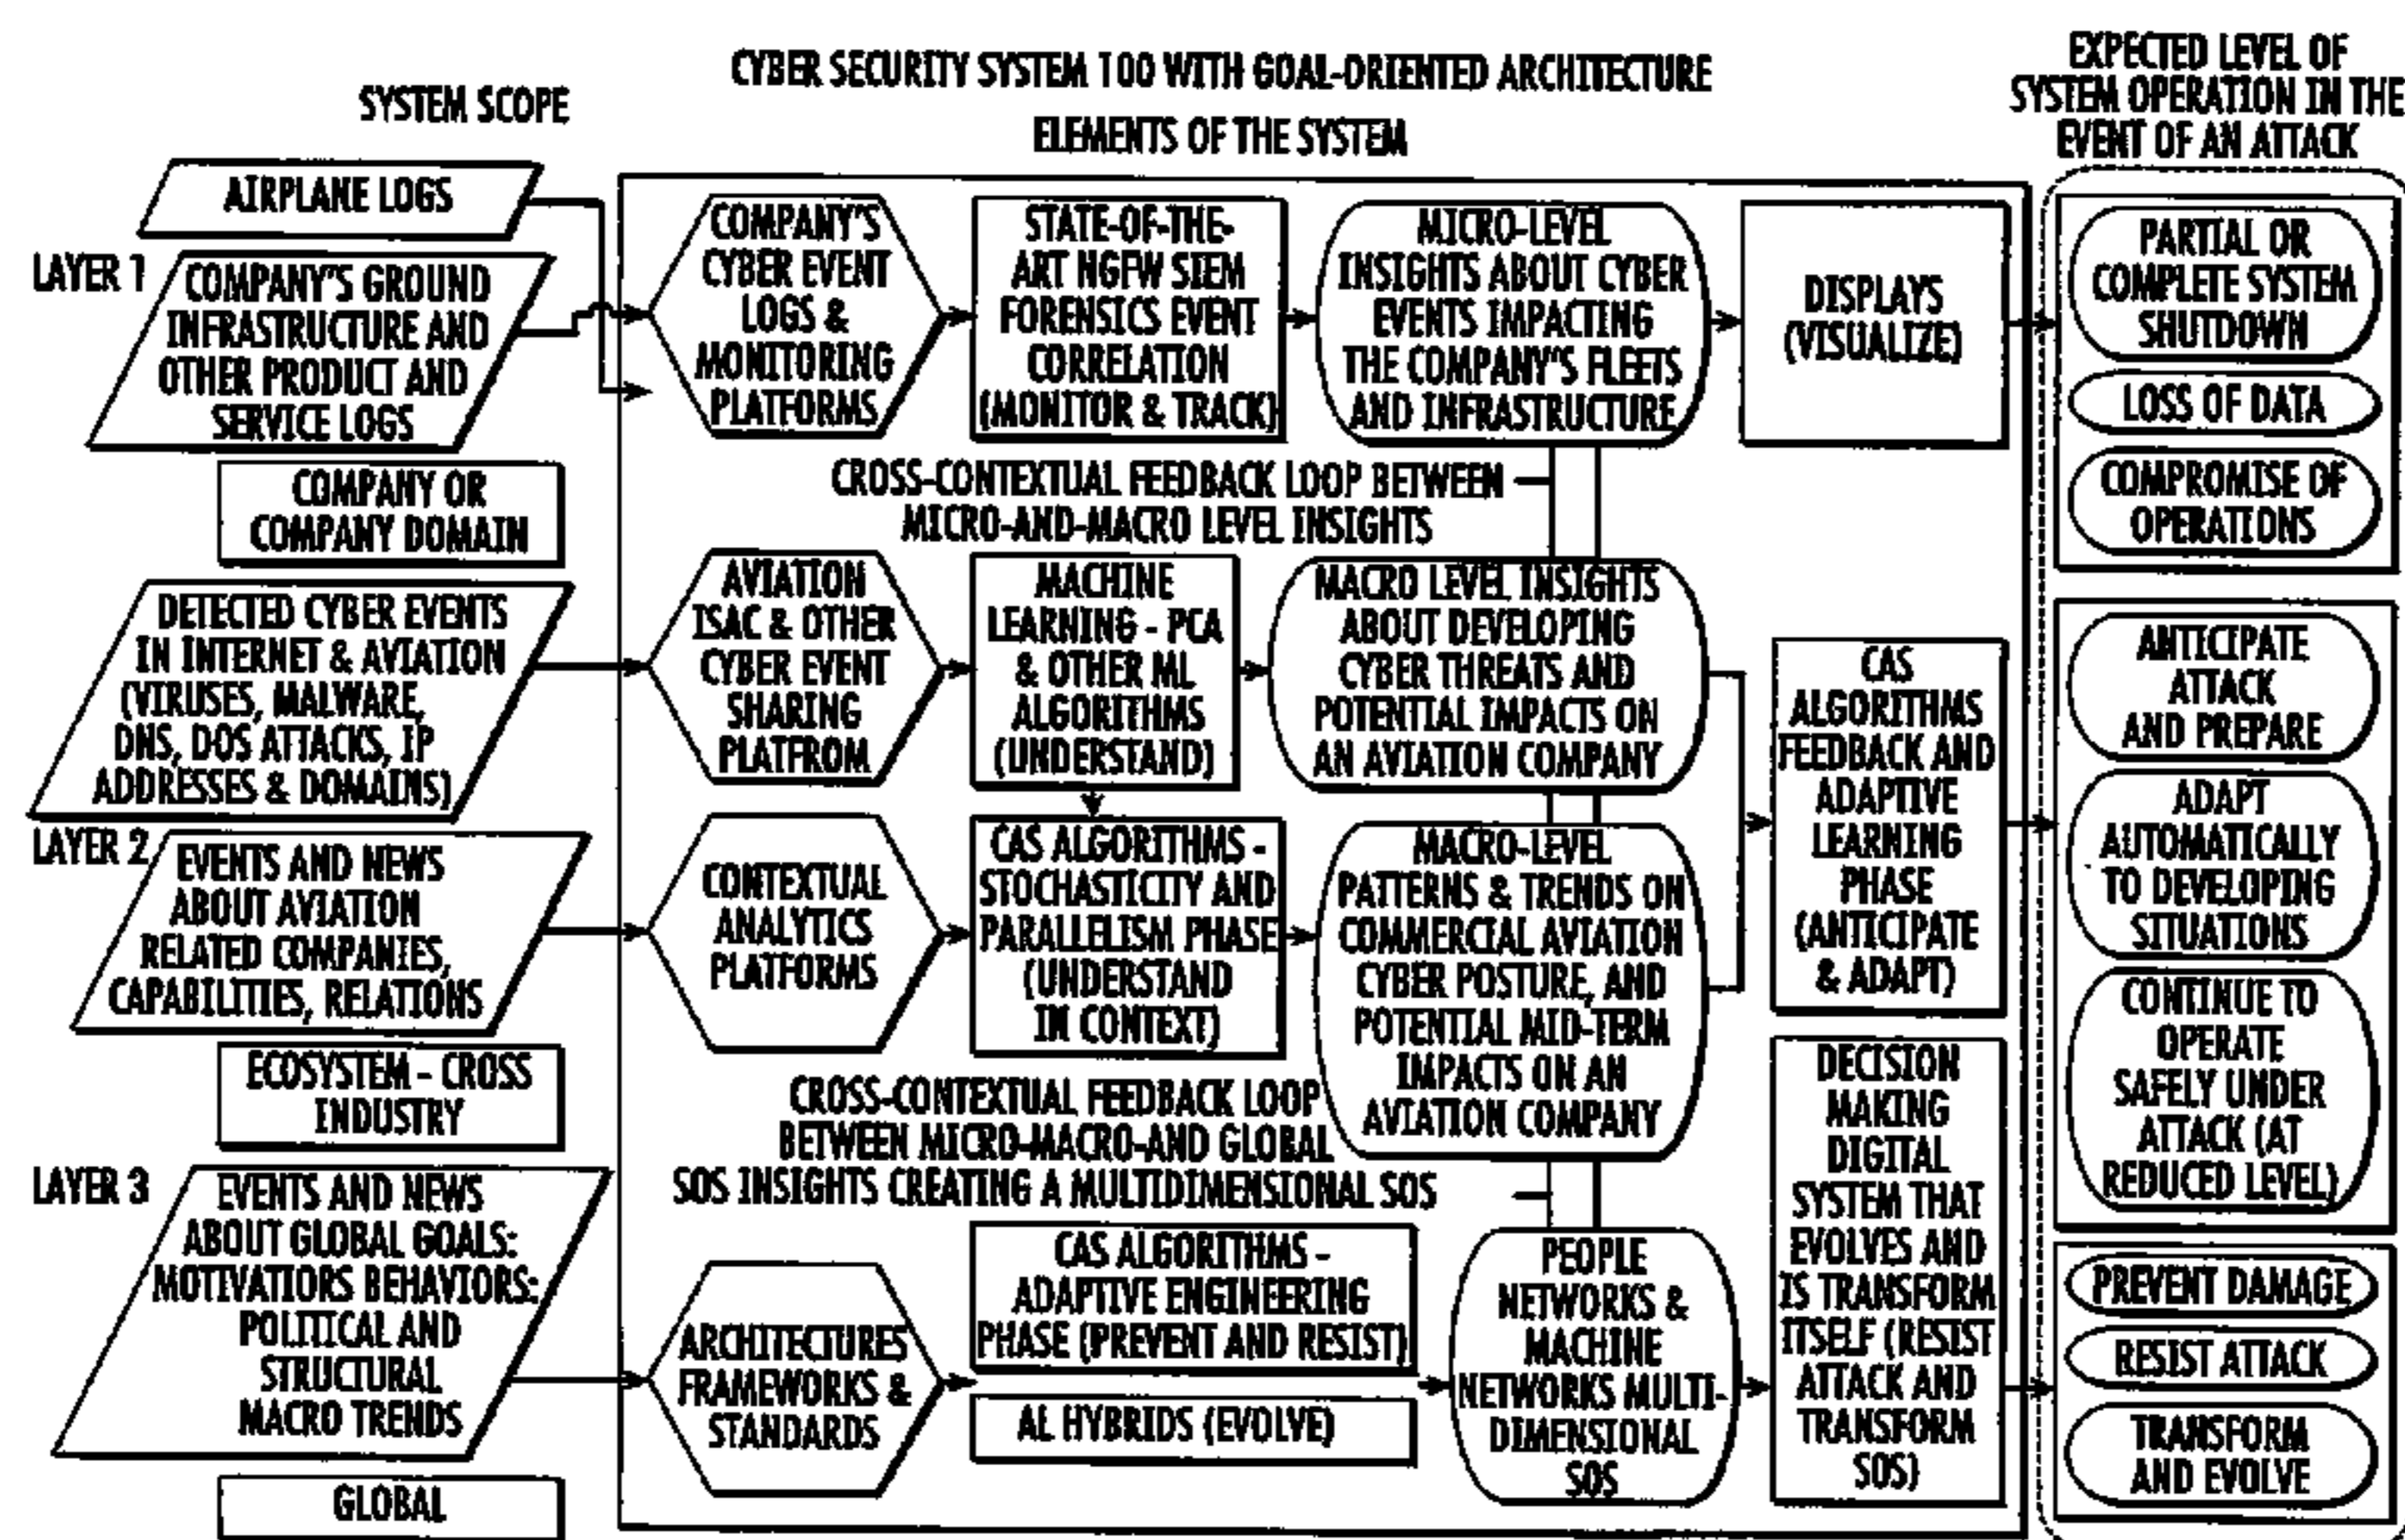 CYBER SECURITY SYSTEM 100 WITH GOAL-ORIENTED ARCHITECTURE
SYSTEM SCOPE
ELEMENTS OF THE SYSTEM
EXPECTED LEVEL OF
SYSTEM OPERATION IN THE
EVENT OF AN ATTACK
AIRPLANE LOGS
LAYER 1
COMPANY'S GROUND
INFRASTRUCTURE AND
OTHER PRODUCT AND
SERVICE LOGS
COMPANY OR
COMPANY DOMAIN
COMPANY'S
CYBER EVENT
LOGS &
MONITORING
PLATFORMS
STATE-OF-THE-
ART NGFW SIEM
FORENSICS EVENT
CORRELATION
(MONITOR & TRACK)
MICRO-LEVEL
INSIGHTS ABOUT CYBER
EVENTS IMPACTING
THE COMPANY'S FLEETS
AND INFRASTRUCTURE
DISPLAYS
(VISUALIZE)
PARTIAL OR
COMPLETE SYSTEM
SHUTDOWN
LOSS OF DATA
COMPROMISE OF
OPERATIONS
CROSS-CONTEXTUAL FEEDBACK LOOP BETWEEN
MICRO-AND-MACRO LEVEL INSIGHTS
DETECTED CYBER EVENTS
IN INTERNET & AVIATION
(VIRUSES, MALWARE,
DNS, DOS ATTACKS, IP
ADDRESSES & DOMAINS)
LAYER 2
EVENTS AND NEWS
ABOUT AVIATION
RELATED COMPANIES,
CAPABILITIES, RELATIONS
ECOSYSTEM - CROSS
INDUSTRY
AVIATION
ISAC & OTHER
CYBER EVENT
SHARING
PLATFROM
MACHINE
LEARNING - PCA
& OTHER ML
ALGORITHMS
(UNDERSTAND)
MACRO LEVEL INSIGHTS
ABOUT DEVELOPING
CYBER THREATS AND
POTENTIAL IMPACTS ON
AN AVIATION COMPANY
CONTEXTUAL
ANALYTICS
PLATFORMS
CAS ALGORITHMS -
STOCHASTICITY AND
PARALLELISM PHASE
(UNDERSTAND
IN CONTEXT)
MACRO-LEVEL
PATTERNS & TRENDS ON
COMMERCIAL AVIATION
CYBER POSTURE, AND
POTENTIAL MID-TERM
IMPACTS ON AN
AVIATION COMPANY
CAS
ALGORITHMS
FEEDBACK AND
ADAPTIVE
LEARNING
PHASE
(ANTICIPATE
& ADAPT)
ANTICIPATE
ATTACK
AND PREPARE
ADAPT
AUTOMATICALLY
TO DEVELOPING
SITUATIONS
CONTINUE TO
OPERATE
SAFELY UNDER
ATTACK (AT
REDUCED LEVEL)
CROSS-CONTEXTUAL FEEDBACK LOOP
BETWEEN MICRO-MACRO-AND GLOBAL
SOS INSIGHTS CREATING A MULTIDIMENSIONAL SOS
LAYER 3
EVENTS AND NEWS
ABOUT GLOBAL GOALS:
MOTIVATIORS BEHAVIORS:
POLITICAL AND
STRUCTURAL
MACRO TRENDS
GLOBAL
ARCHITECTURES
FRAMEWORKS &
STANDARDS
CAS ALGORITHMS -
ADAPTIVE ENGINEERING
PHASE (PREVENT AND RESIST)
AL HYBRIDS (EVOLVE)
PEOPLE
NETWORKS &
MACHINE
NETWORKS MULTI-
DIMENSIONAL
SOS
DECISION
MAKING
DIGITAL
SYSTEM THAT
EVOLVES AND
IS TRANSFORM
ITSELF (RESIST
ATTACK AND
TRANSFORM
SOS)
PREVENT DAMAGE
RESIST ATTACK
TRANSFORM
AND EVOLVE